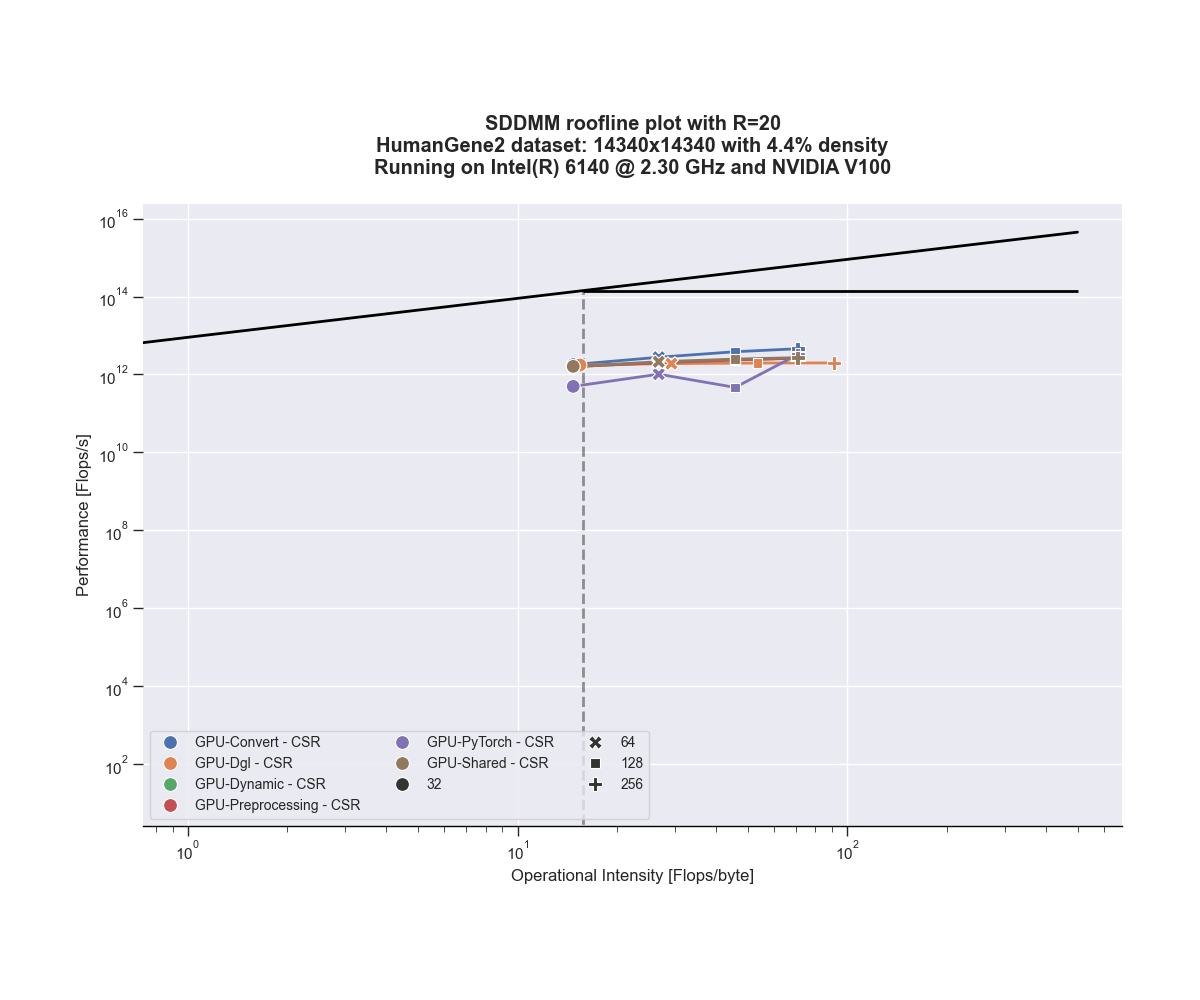 SDDMM roofline plot with R=20
HumanGene2 dataset: 14340x14340 with 4.4% density
Running on Intel(R) 6140 @ 2.30 GHz and NVIDIA V100
Performance [Flops/s]
10^16
10^14
10^12
10^10
10^8
10^6
10^4
10^2
GPU-Convert - CSR
GPU-Dgl - CSR
GPU-Dynamic - CSR
GPU-Preprocessing - CSR
GPU-PyTorch - CSR
GPU-Shared - CSR
32
64
128
256
10^0
10^1
10^2
Operational Intensity [Flops/byte]